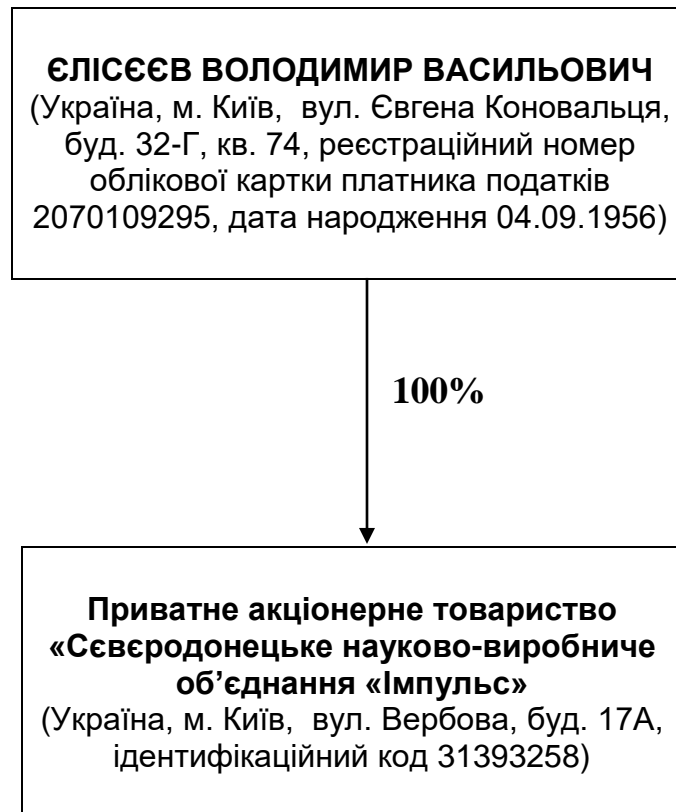 ЄЛІСЄЄВ ВОЛОДИМИР ВАСИЛЬОВИЧ
(Україна, м. Київ, вул. Євгена Коновальця,
буд. 32-Г, кв. 74, реєстраційний номер
облікової картки платника податків
2070109295, дата народження 04.09.1956)
100%
Приватне акціонерне товариство
«Сєвєродонецьке науково-виробниче
об’єднання «Імпульс»
(Україна, м. Київ, вул. Вербова, буд. 17А,
ідентифікаційний код 31393258)